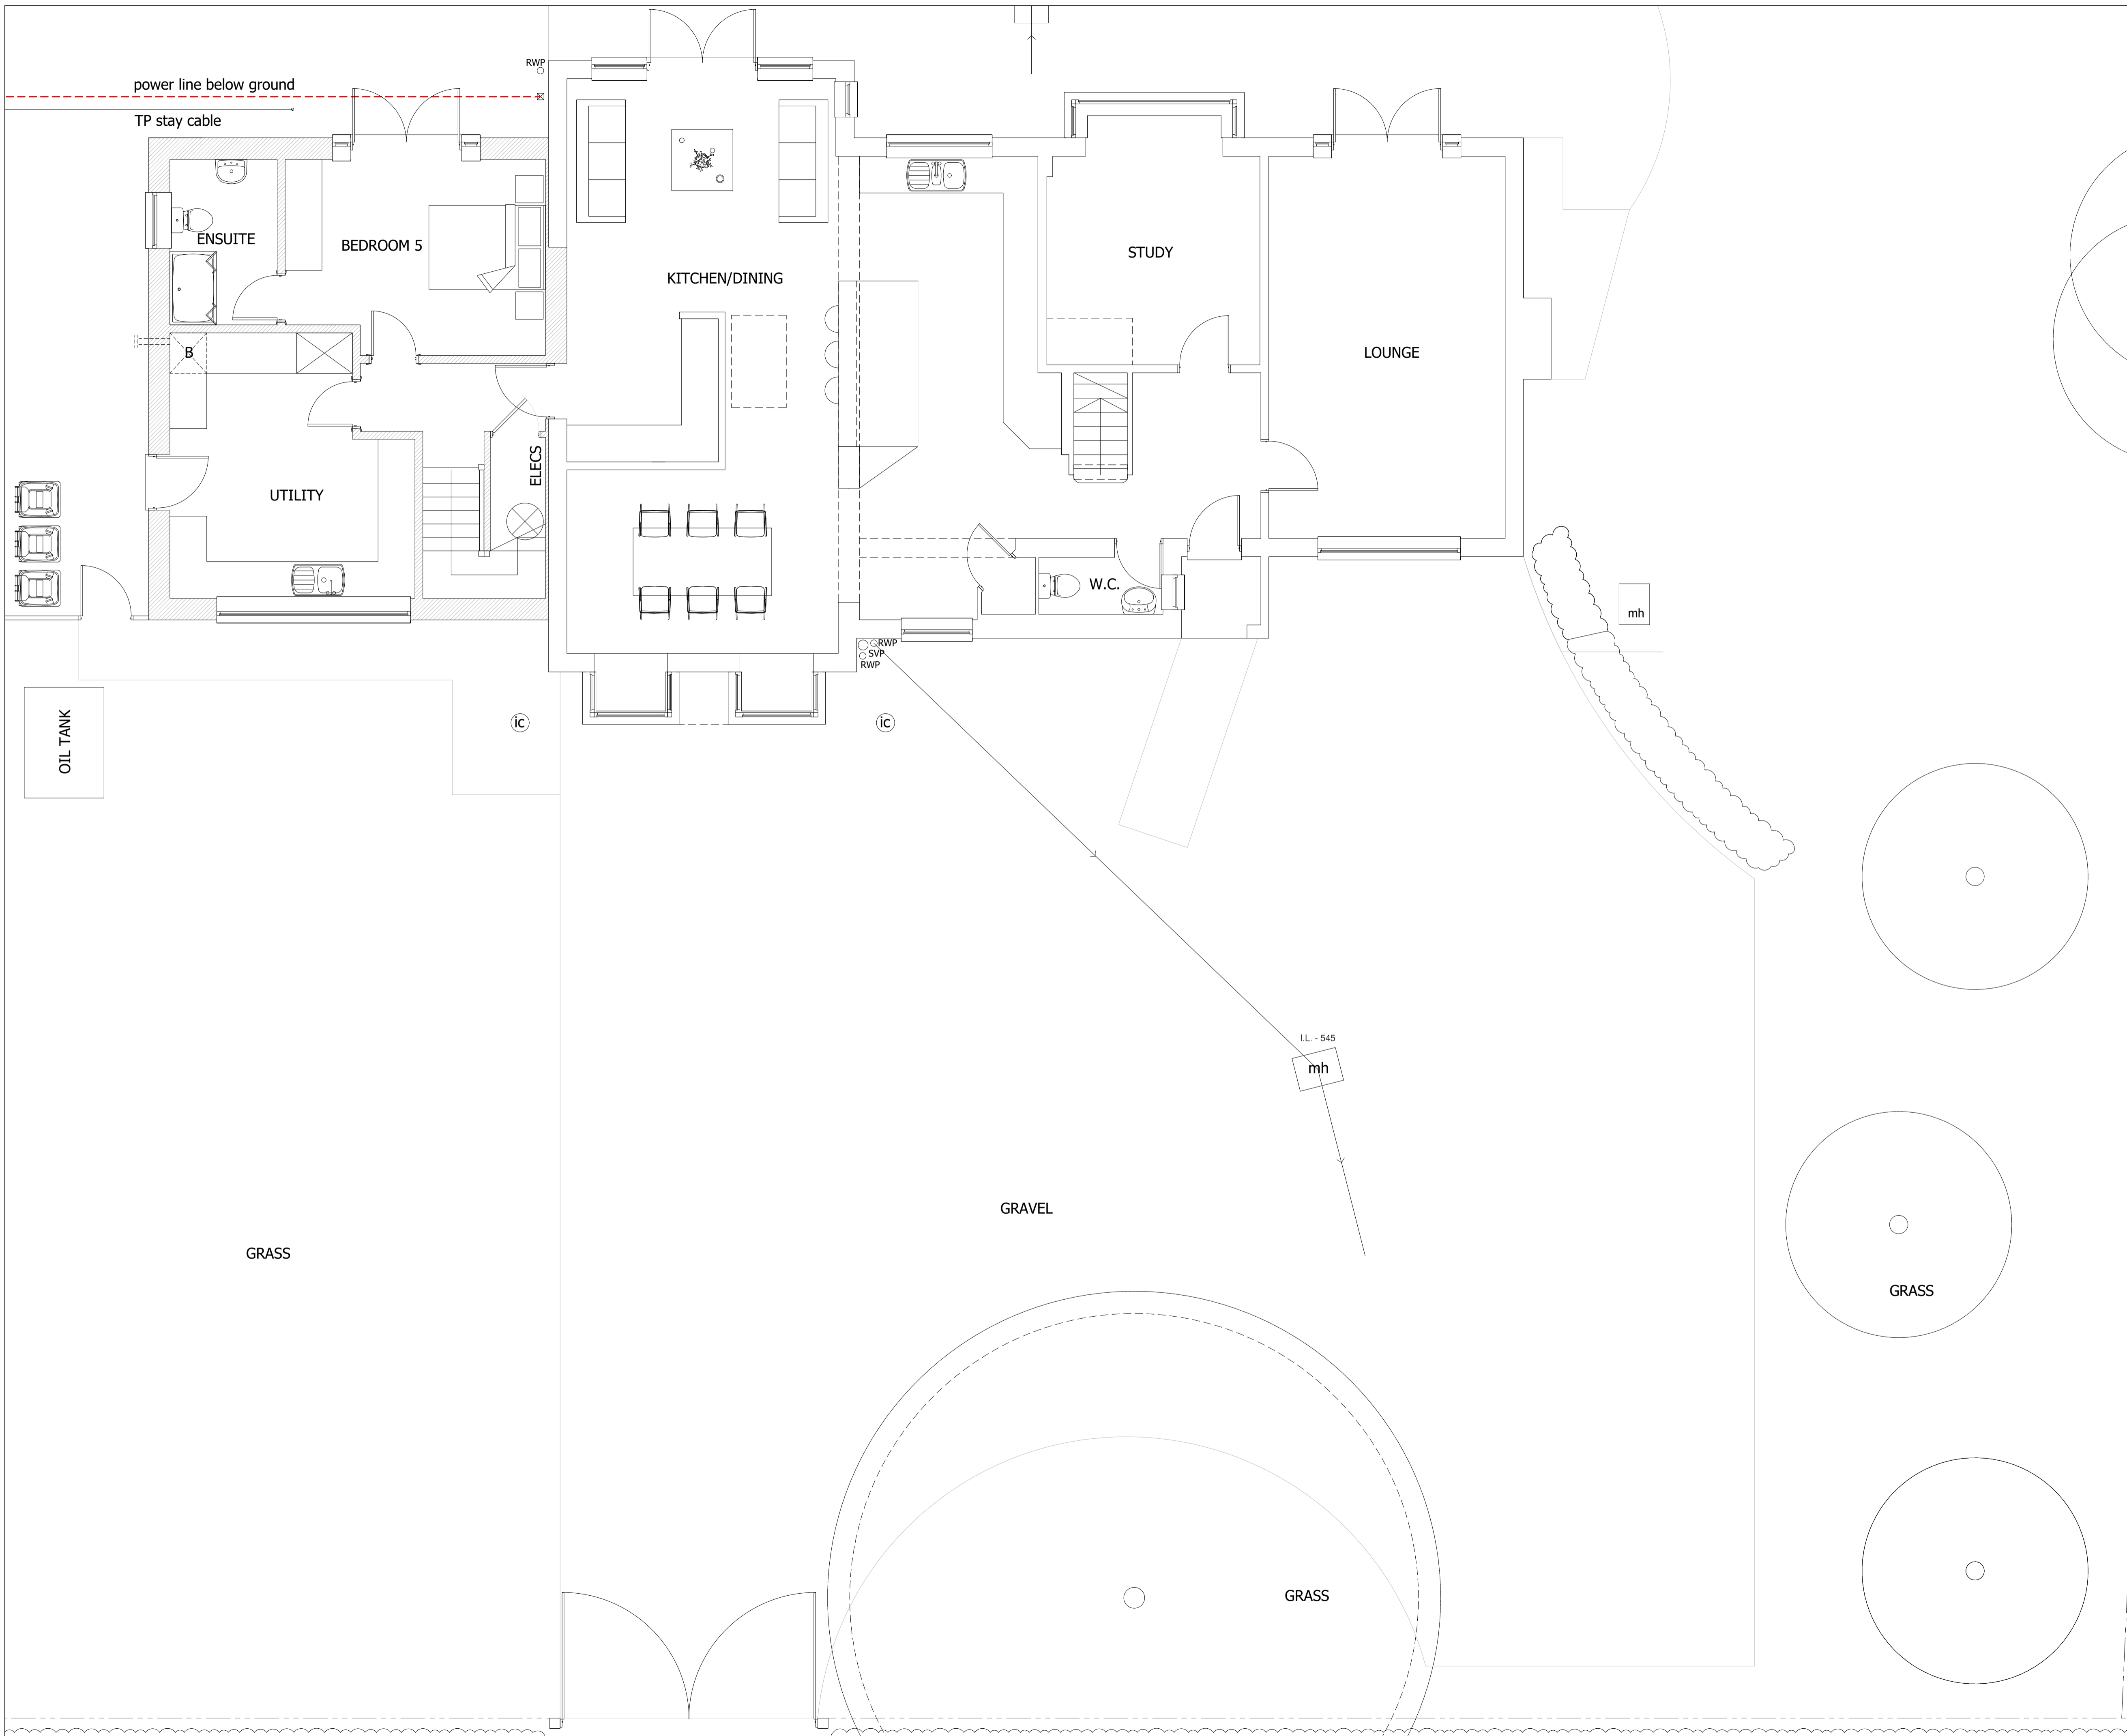 RWP
power line below ground
TP stay cable
ENSUITE
BEDROOM 5
KITCHEN/DINING
STUDY
LOUNGE
B
ELECS
UTILITY
W.C.
mh
RWP
SVP
RWP
OIL TANK
ic
ic
I.L. - 545
mh
GRAVEL
GRASS
GRASS
GRASS